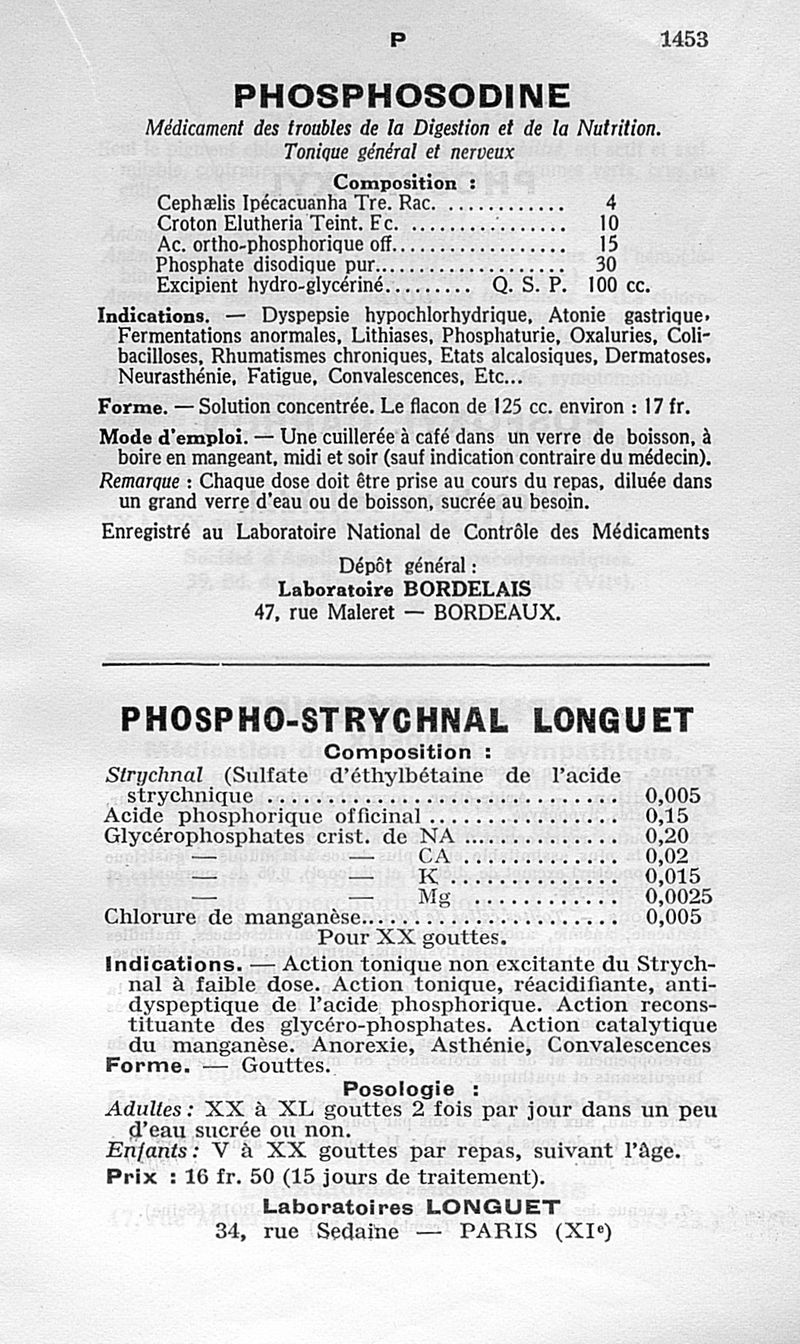 P 1453
PHOSPHOSODINE
Médicament des troubles de la Digestion et de la Nutrition.
Tonique général et nerveux
Composition :
Cephælis Ipécacuanha Tre. Rac. ............ 4
Croton Elutheria Teint. Fc. ................ 10
Ac. ortho-phosphorique off.................. 15
Phosphate disodique pur................... 30
Excipient hydro-glycériné......... Q. S. P. 100 cc.
Indications. — Dyspepsie hypochlorhydrique, Atonie gastrique,
Fermentations anormales, Lithiases, Phosphaturie, Oxaluries, Coli-
bacilloses, Rhumatismes chroniques, Etats alcalosiques, Dermatoses,
Neurasthénie, Fatigue, Convalescences, Etc...
Forme. — Solution concentrée. Le flacon de 125 cc. environ : 17 fr.
Mode d'emploi. — Une cuillerée à café dans un verre de boisson, à
boire en mangeant, midi et soir (sauf indication contraire du médecin).
Remarque : Chaque dose doit être prise au cours du repas, diluée dans
un grand verre d'eau ou de boisson, sucrée au besoin.
Enregistré au Laboratoire National de Contrôle des Médicaments
Dépôt général :
Laboratoire BORDELAIS
47, rue Maleret — BORDEAUX.
PHOSPHO-STRYCHNAL LONGUET
Composition :
Strychnal (Sulfate d'éthylbétaine de l'acide
strychnique .............................. 0,005
Acide phosphorique officinal ................ 0,15
Glycérophosphates crist. de NA .............. 0,20
— — CA .............. 0,02
— — K ............... 0,015
— — Mg ............. 0,0025
Chlorure de manganèse...................... 0,005
Pour XX gouttes.
Indications. — Action tonique non excitante du Strych-
nal à faible dose. Action tonique, réacidifiante, anti-
dyspeptique de l'acide phosphorique. Action recons-
tituante des glycéro-phosphates. Action catalytique
du manganèse. Anorexie, Asthénie, Convalescences
Forme. — Gouttes.
Posologie :
Adultes : XX à XL gouttes 2 fois par jour dans un peu
d'eau sucrée ou non.
Enfants : V à XX gouttes par repas, suivant l'âge.
Prix : 16 fr. 50 (15 jours de traitement).
Laboratoires LONGUET
34, rue Sedaine — PARIS (XIe)